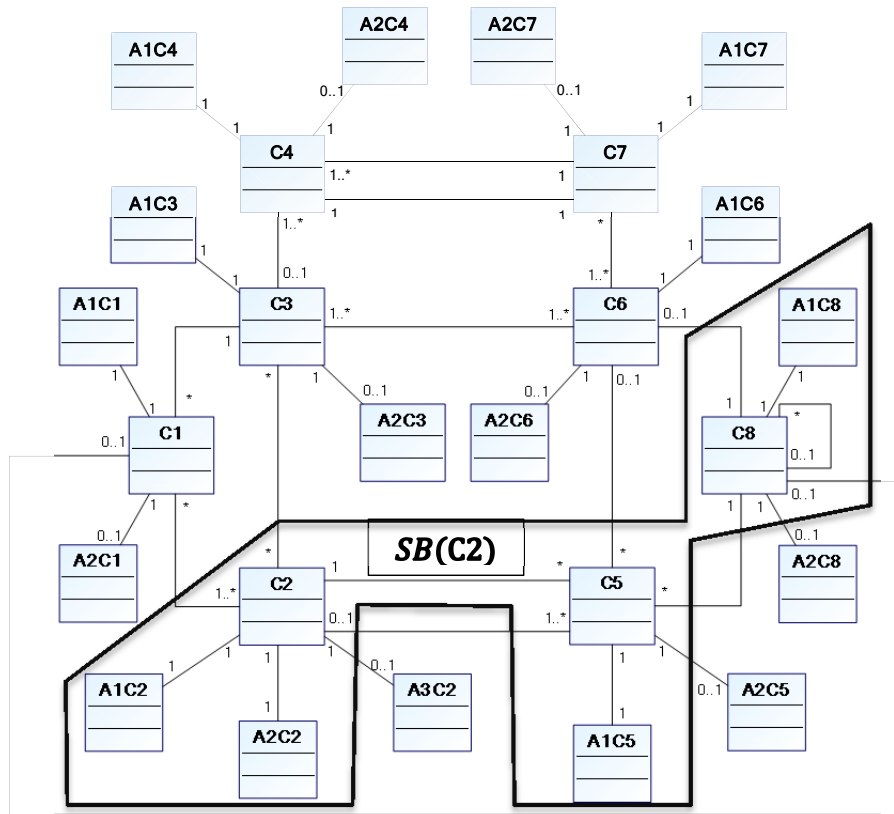 A2C4 A2C7
A1C4 A1C7
0..1 0..1
1 1
1 1 1 1
C4 C7
1..* 1
1 1
A1C3 A1C6
1..* *
1 1
0..1 1..*
1 1
A1C1 C3 C6 A1C8
1..* 1..* 0..1
1 1 1
1 * 1 0..1 0..1 1 0..1 1
1 * A2C3 A2C6 1 1 *
C1 C8
0..1 0..1
1 * 1 1 0..1
0..1 0..1
A2C1 SB(C2) A2C8
* *
1 *
C2 C5
1..* *
0..1 1..*
1 1 1 1 1 1
0..1 0..1
A1C2 A3C2 A2C5
1 1
A2C2 A1C5